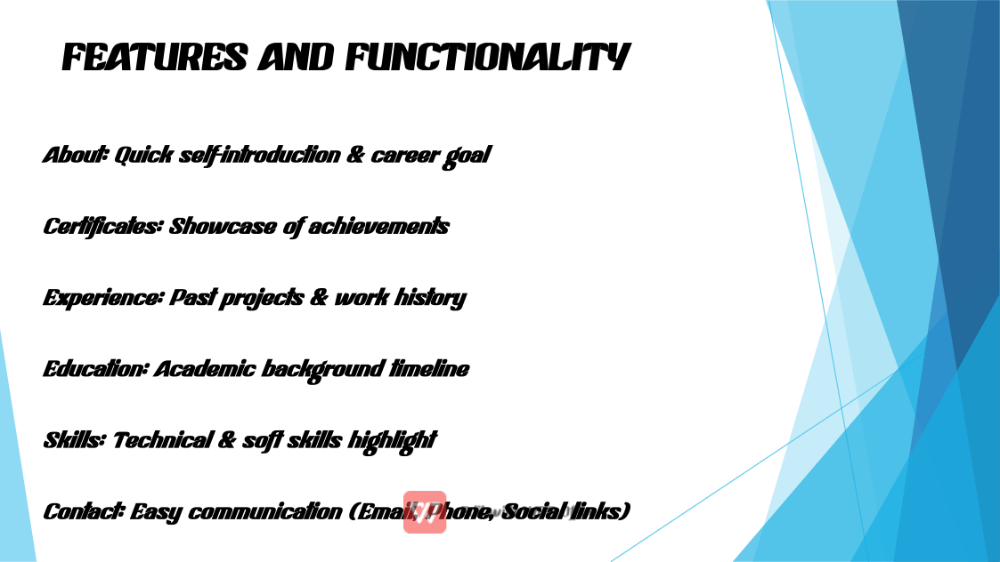 FEATURES AND FUNCTIONALITY
About: Quick self-introduction & career goal
Certificates: Showcase of achievements
Experience: Past projects & work history
Education: Academic background timeline
Skills: Technical & soft skills highlight
Contact: Easy communication (Email, Phone, Social links)